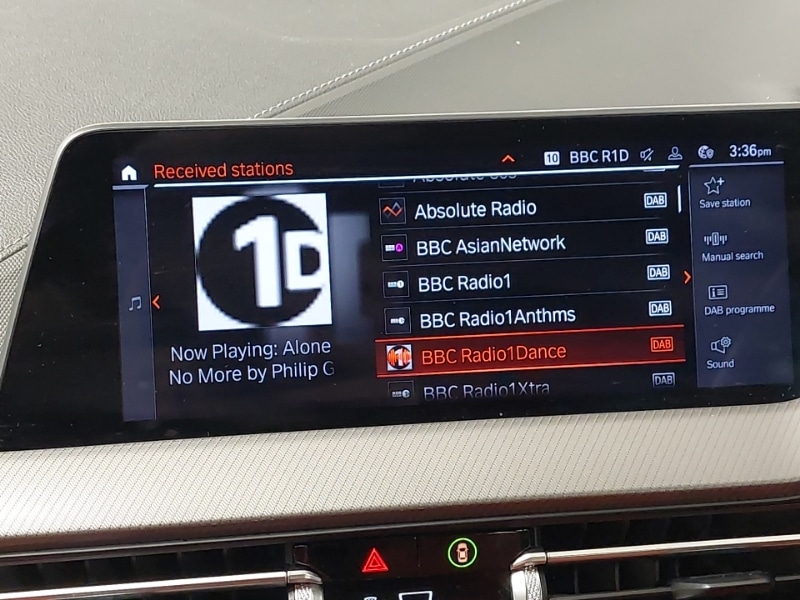 Received stations
10 BBC R1D
3:36pm
1D
Now Playing: Alone
No More by Philip G
Absolute Radio DAB
BBC AsianNetwork DAB
BBC Radio1 DAB
BBC Radio1Anthms DAB
BBC Radio1Dance DAB
BBC Radio1Xtra DAB
Save station
Manual search
DAB programme
Sound